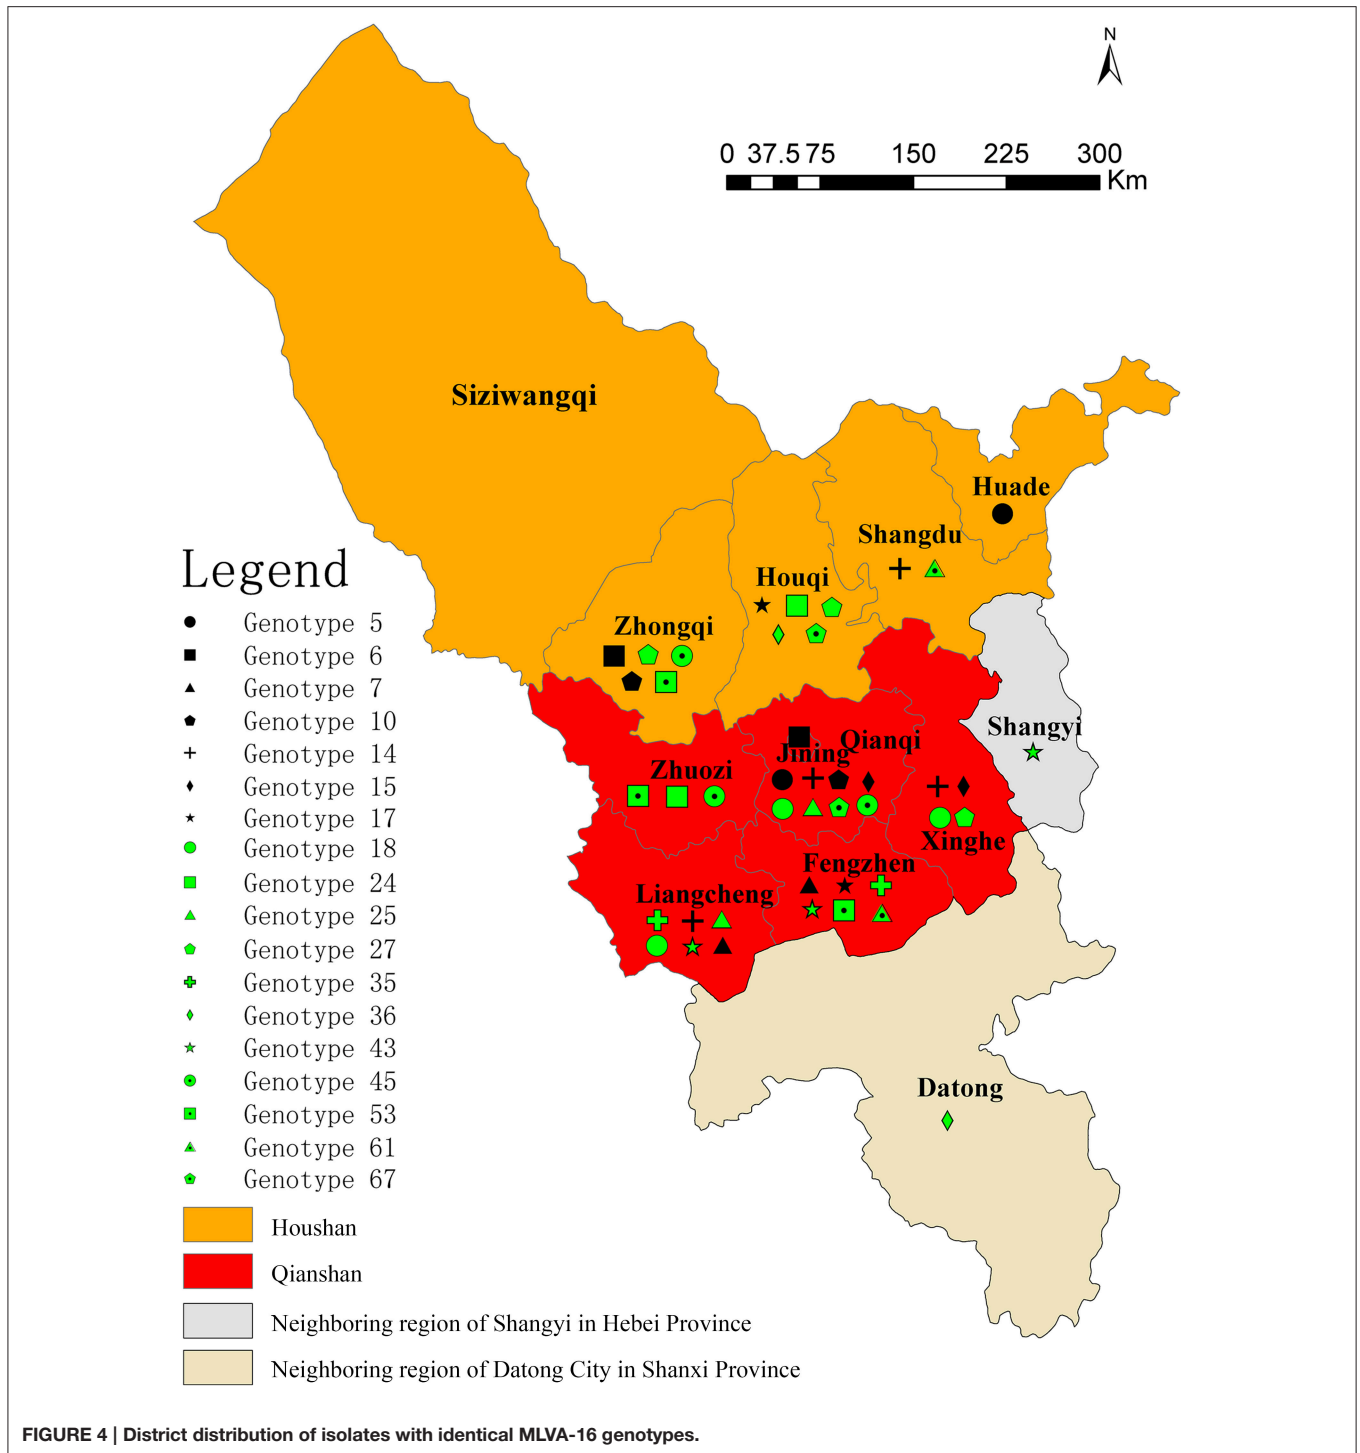 N
0 37.5 75 150 225 300
Km
Siziwangqi
Huade
Shangdu
Houqi
Zhongqi
Shangyi
Qianqi
Jining
Zhuozi
Xinghe
Fengzhen
Liangcheng
Datong
Legend
Genotype 5
Genotype 6
Genotype 7
Genotype 10
Genotype 14
Genotype 15
Genotype 17
Genotype 18
Genotype 24
Genotype 25
Genotype 27
Genotype 35
Genotype 36
Genotype 43
Genotype 45
Genotype 53
Genotype 61
Genotype 67
Houshan
Qianshan
Neighboring region of Shangyi in Hebei Province
Neighboring region of Datong City in Shanxi Province
FIGURE 4 | District distribution of isolates with identical MLVA-16 genotypes.